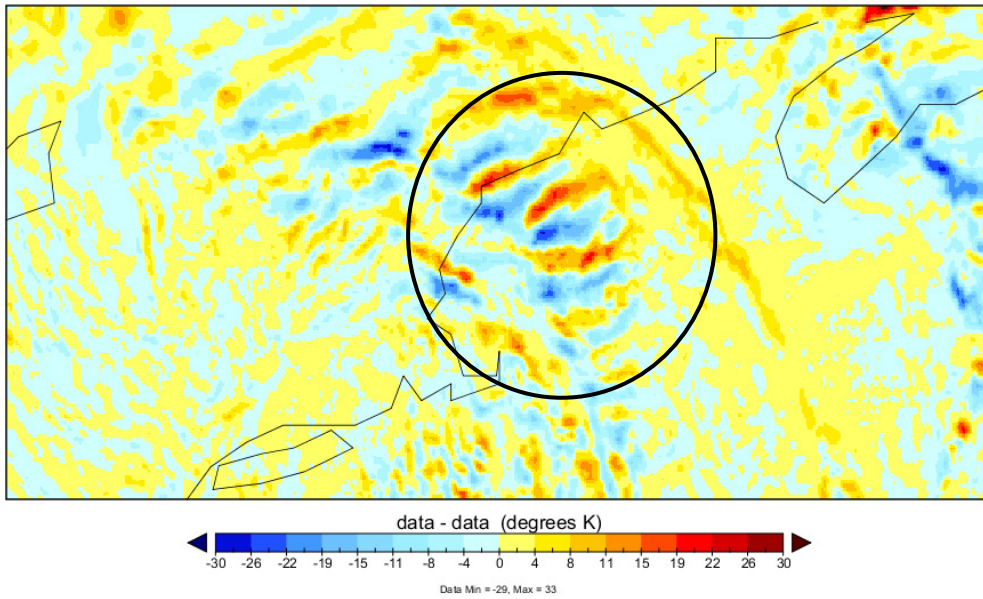 data - data (degrees K)
-30 -26 -22 -19 -15 -11 -8 -4 0 4 8 11 15 19 22 26 30
Data Min = -29, Max = 33